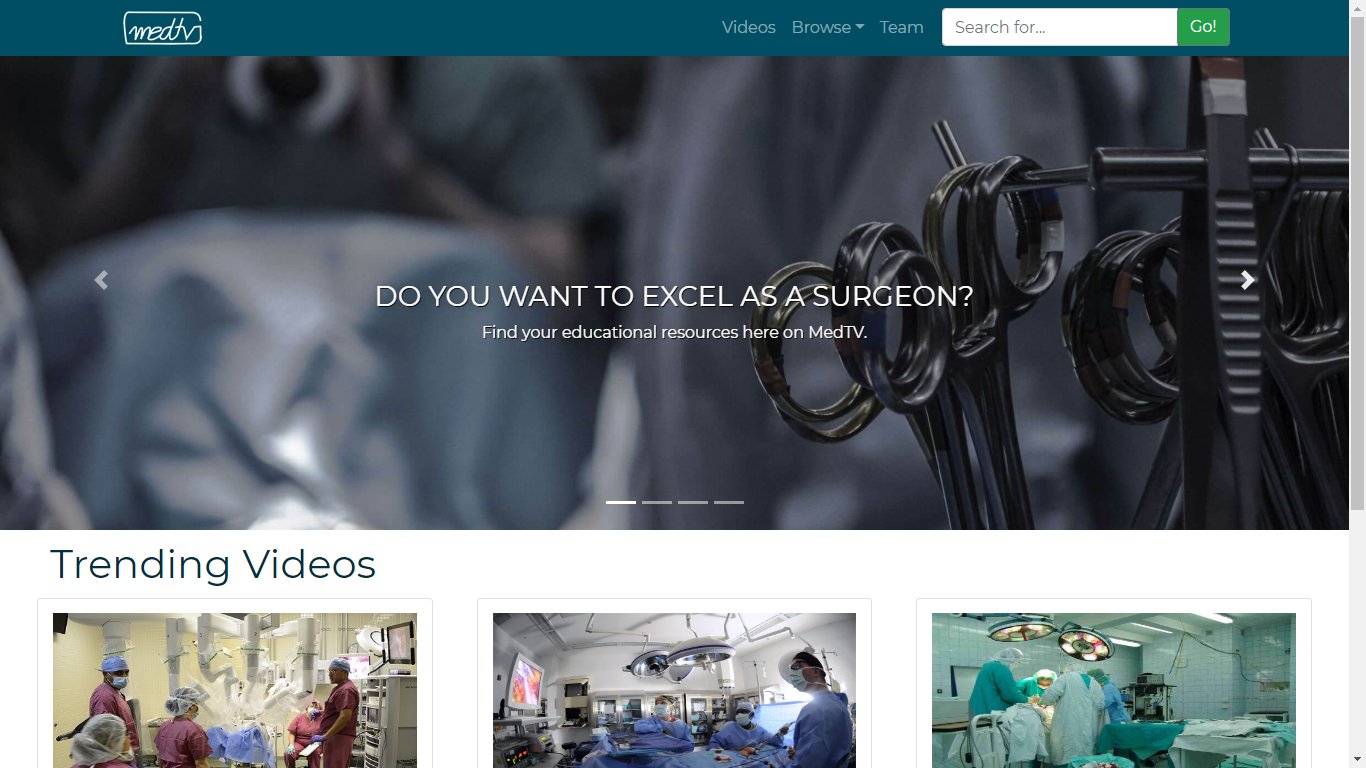 medtv
Videos Browse Team Search for... Go!
DO YOU WANT TO EXCEL AS A SURGEON?
Find your educational resources here on MedTV.
Trending Videos